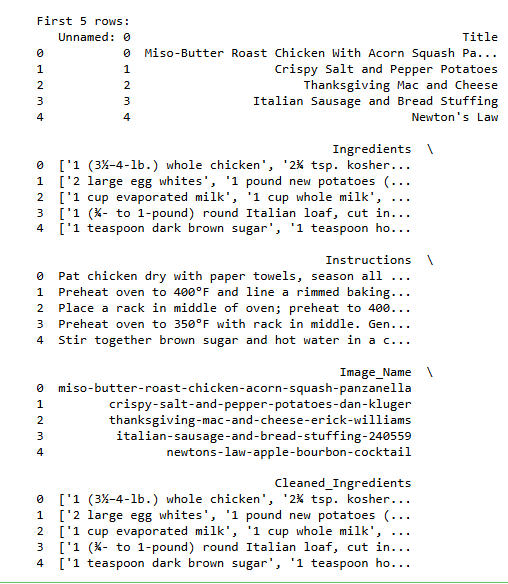 First 5 rows:
Unnamed: 0 Title
0 0 Miso-Butter Roast Chicken With Acorn Squash Pa...
1 1 Crispy Salt and Pepper Potatoes
2 2 Thanksgiving Mac and Cheese
3 3 Italian Sausage and Bread Stuffing
4 4 Newton's Law
Ingredients \
0 ['1 (3½–4-lb.) whole chicken', '2¾ tsp. kosher...
1 ['2 large egg whites', '1 pound new potatoes (...
2 ['1 cup evaporated milk', '1 cup whole milk', ...
3 ['1 (¾- to 1-pound) round Italian loaf, cut in...
4 ['1 teaspoon dark brown sugar', '1 teaspoon ho...
Instructions \
0 Pat chicken dry with paper towels, season all ...
1 Preheat oven to 400°F and line a rimmed baking...
2 Place a rack in middle of oven; preheat to 400...
3 Preheat oven to 350°F with rack in middle. Gen...
4 Stir together brown sugar and hot water in a c...
Image_Name \
0 miso-butter-roast-chicken-acorn-squash-panzanella
1 crispy-salt-and-pepper-potatoes-dan-kluger
2 thanksgiving-mac-and-cheese-erick-williams
3 italian-sausage-and-bread-stuffing-240559
4 newtons-law-apple-bourbon-cocktail
Cleaned_Ingredients
0 ['1 (3½–4-lb.) whole chicken', '2¾ tsp. kosher...
1 ['2 large egg whites', '1 pound new potatoes (...
2 ['1 cup evaporated milk', '1 cup whole milk', ...
3 ['1 (¾- to 1-pound) round Italian loaf, cut in...
4 ['1 teaspoon dark brown sugar', '1 teaspoon ho...